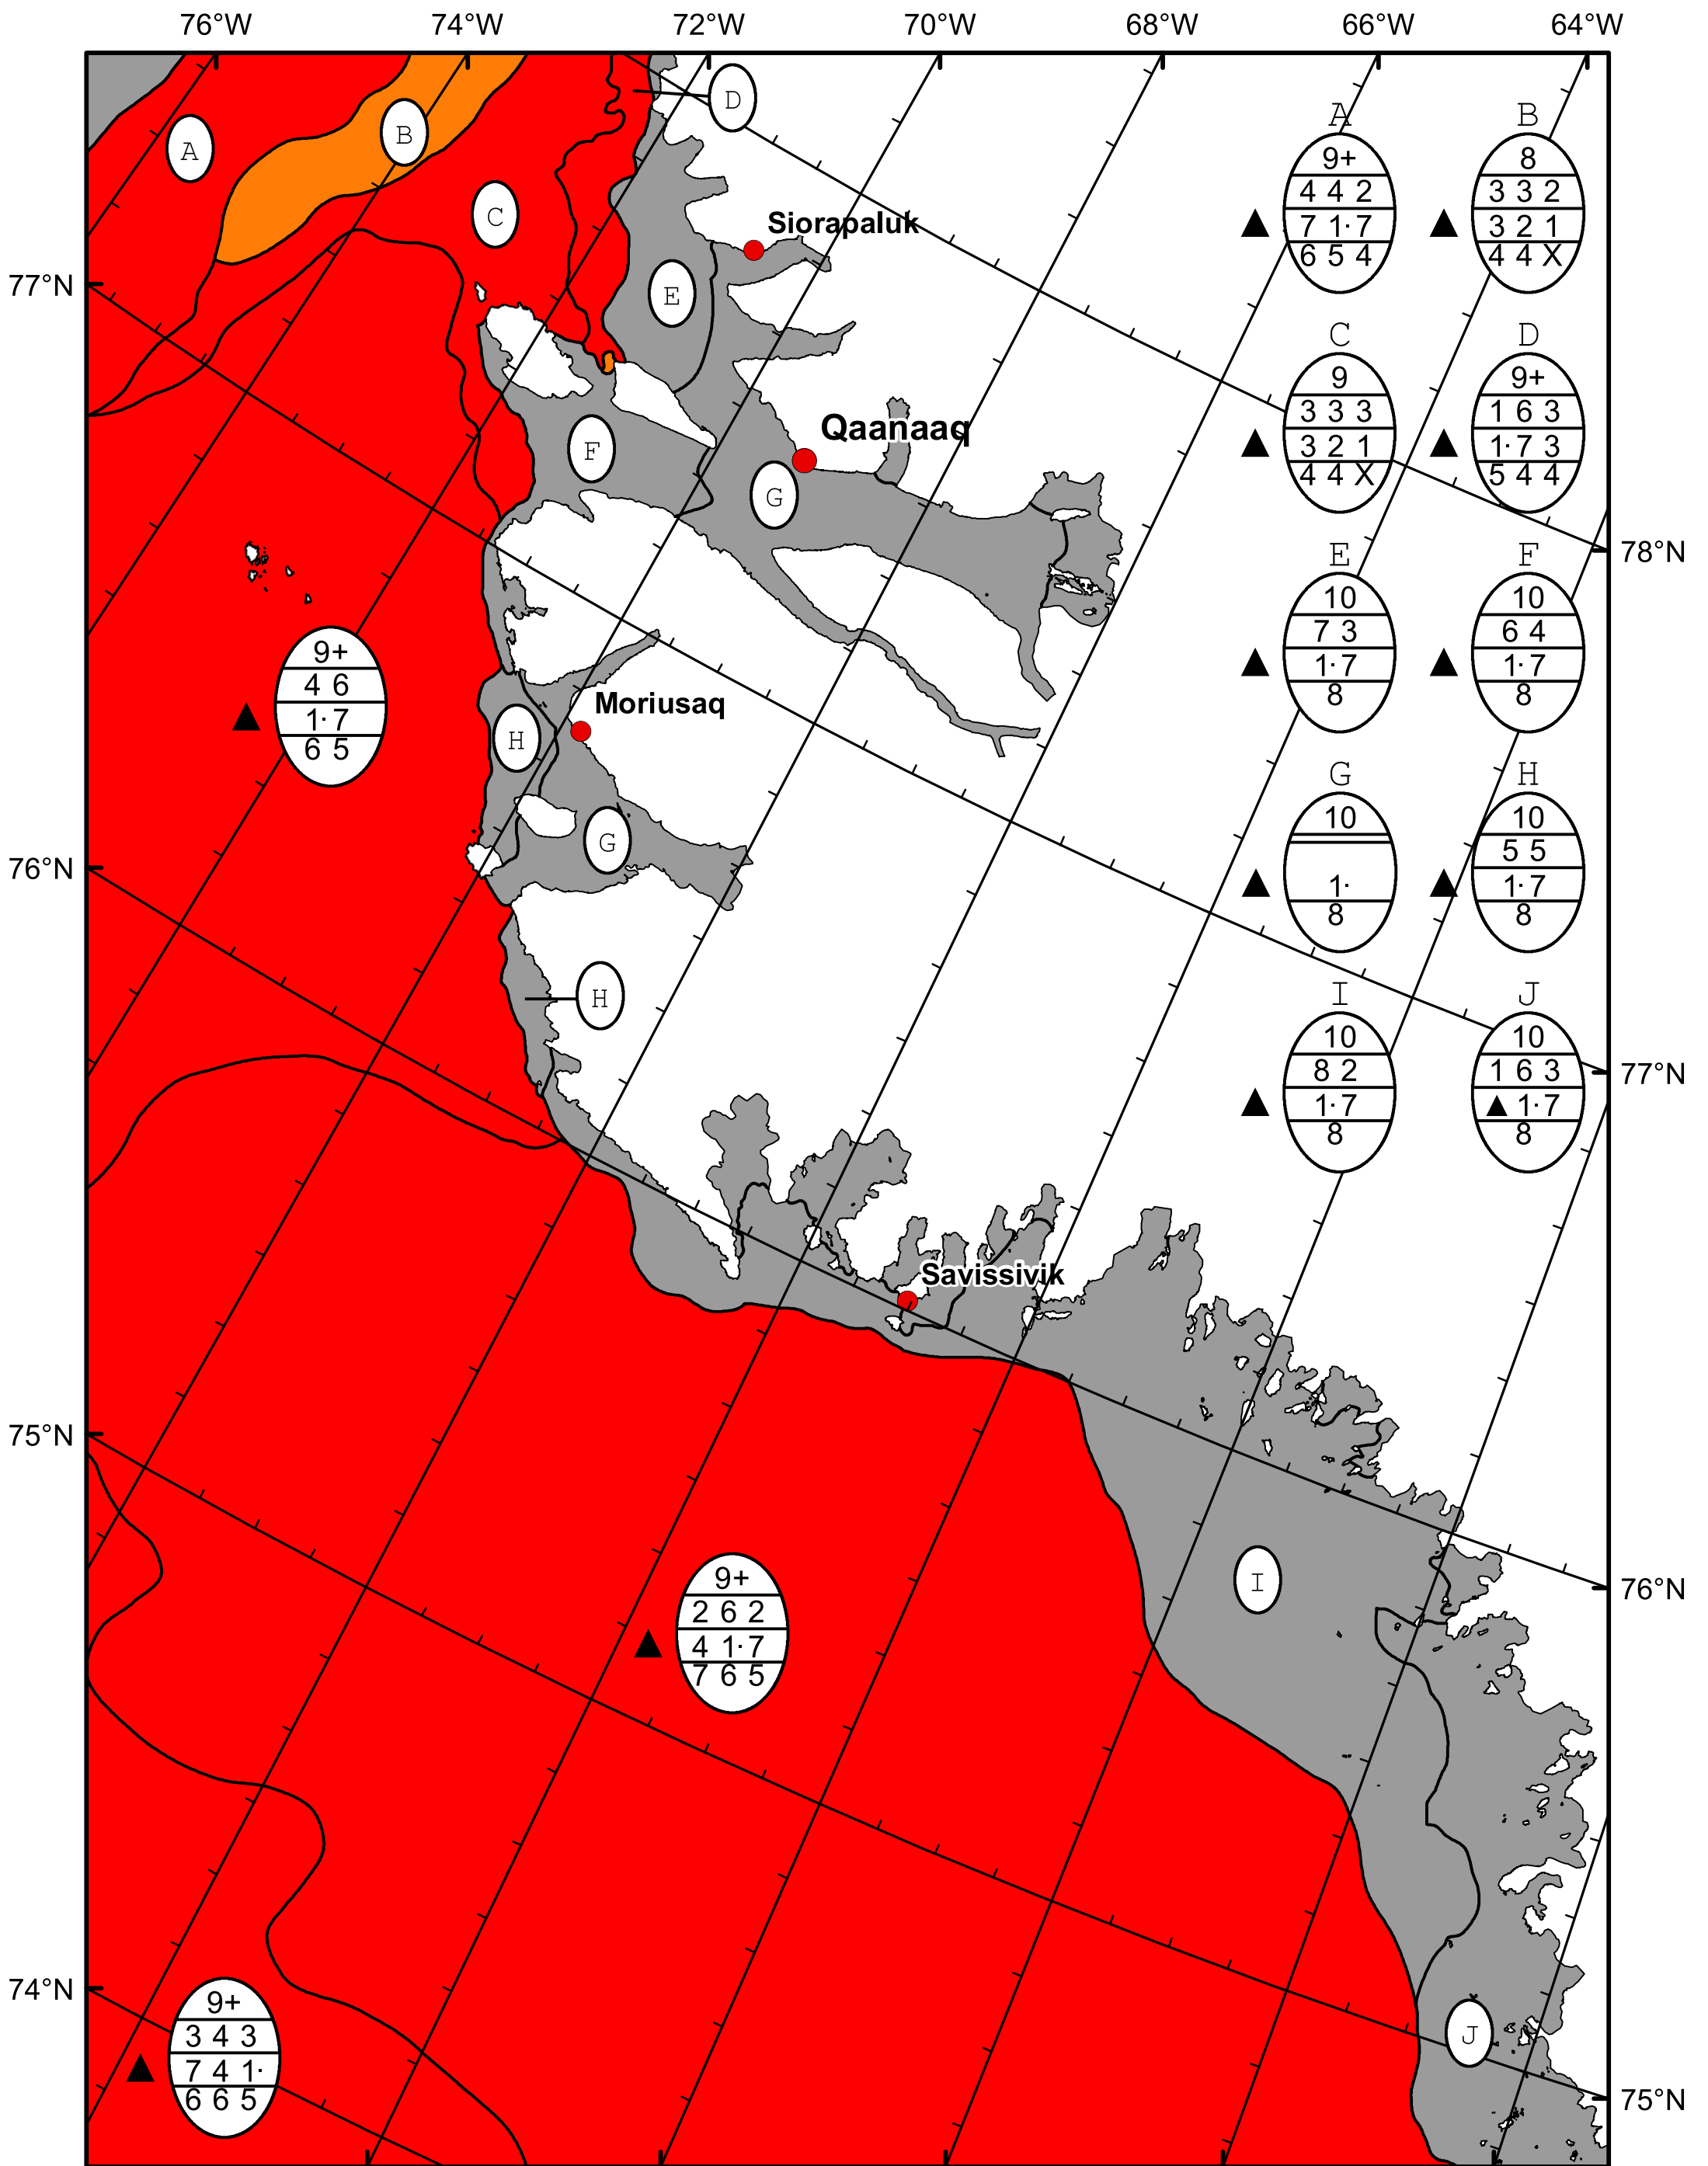 76°W 74°W 72°W 70°W 68°W 66°W 64°W
D
A B
A B
9+ 8
4 4 2 3 3 2
7 1· 7 3 2 1
6 5 4 4 4 X
C
Siorapaluk
77°N
E
C D
9 9+
3 3 3 1 6 3
3 2 1 1· 7 3
4 4 X 5 4 4
Qaanaaq
F
G
78°N
E F
10 10
7 3 6 4
1· 7 1· 7
8 8
9+
4 6
1· 7
6 5
Moriusaq
H
G H
10 10
5 5
1· 1· 7
8 8
G
76°N
H
I J
10 10
8 2 1 6 3
1· 7 ▲ 1· 7
8 8
77°N
Savissivik
75°N
I
76°N
9+
2 6 2
4 1· 7
7 6 5
74°N
9+
3 4 3
7 4 1·
6 6 5
J
75°N